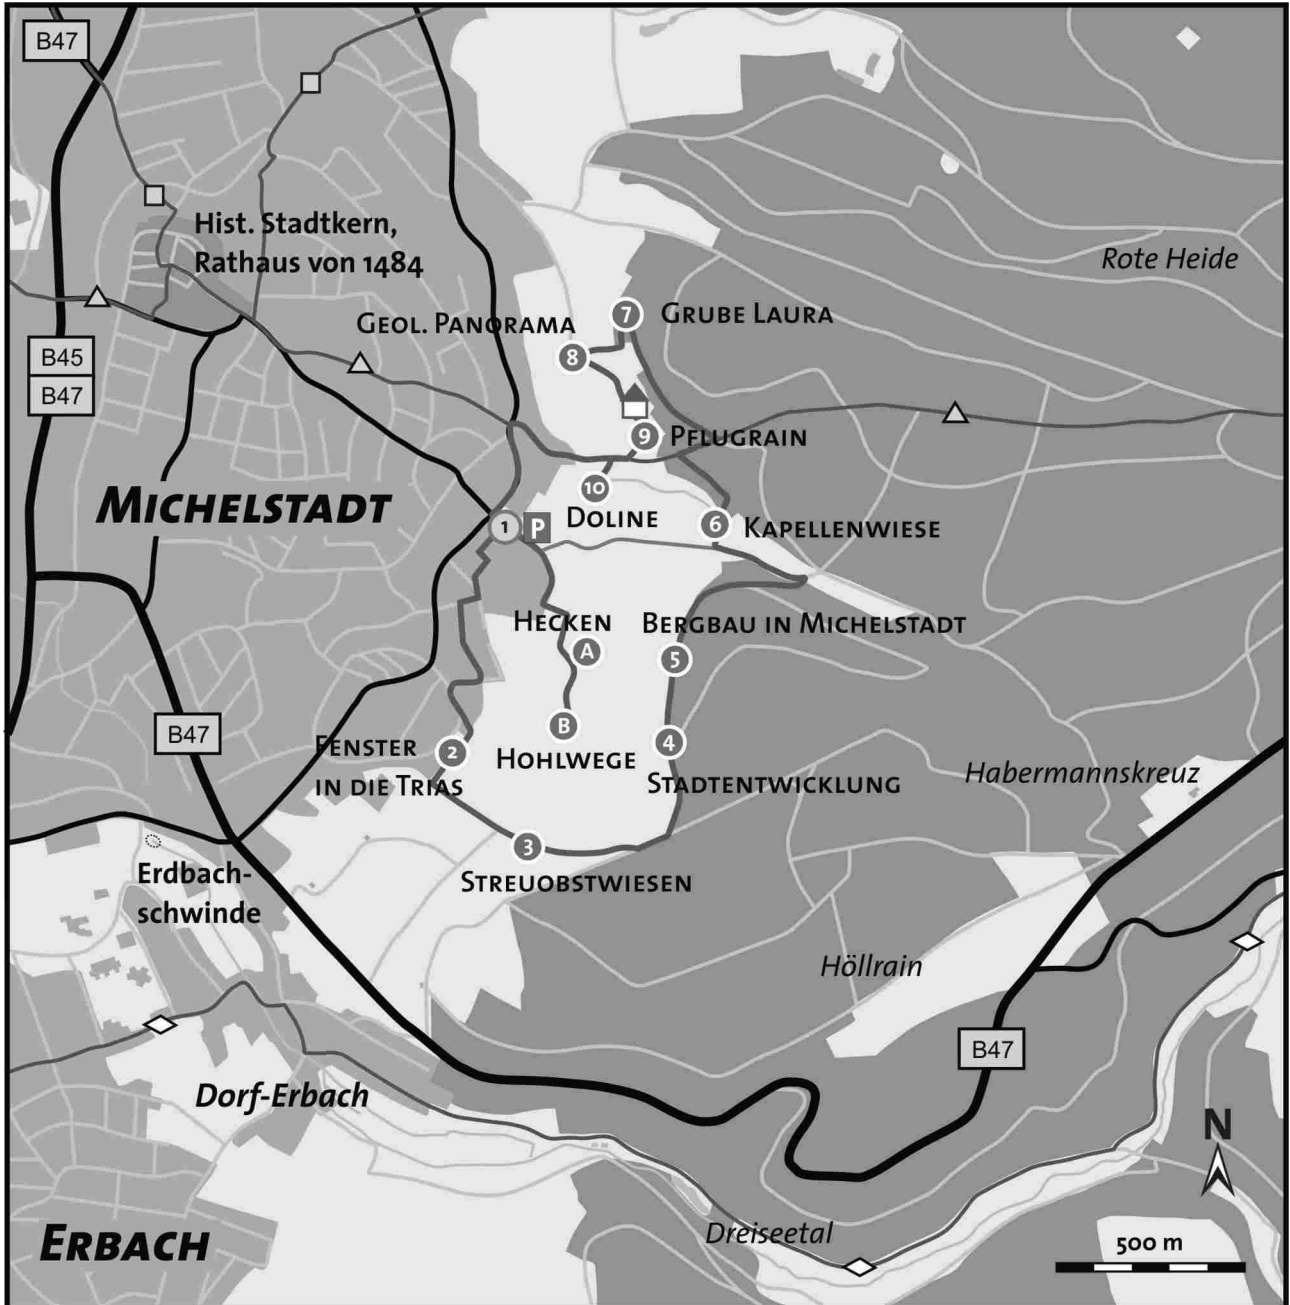 B47
Hist. Stadtkern,
Rathaus von 1484
Rote Heide
Geol. Panorama
7
Grube Laura
8
B45
B47
9
Pflugrain
Michelstadt
10
Doline
1
P
6
Kapellenwiese
Hecken
Bergbau in Michelstadt
A
5
B47
B
Fenster
in die Trias
2
Hohlwege
4
Stadtentwicklung
Habermannskreuz
3
Streuobstwiesen
Erdbach-
schwinde
Höllrain
B47
Dorf-Erbach
N
Erbach
Dreiseetal
500 m